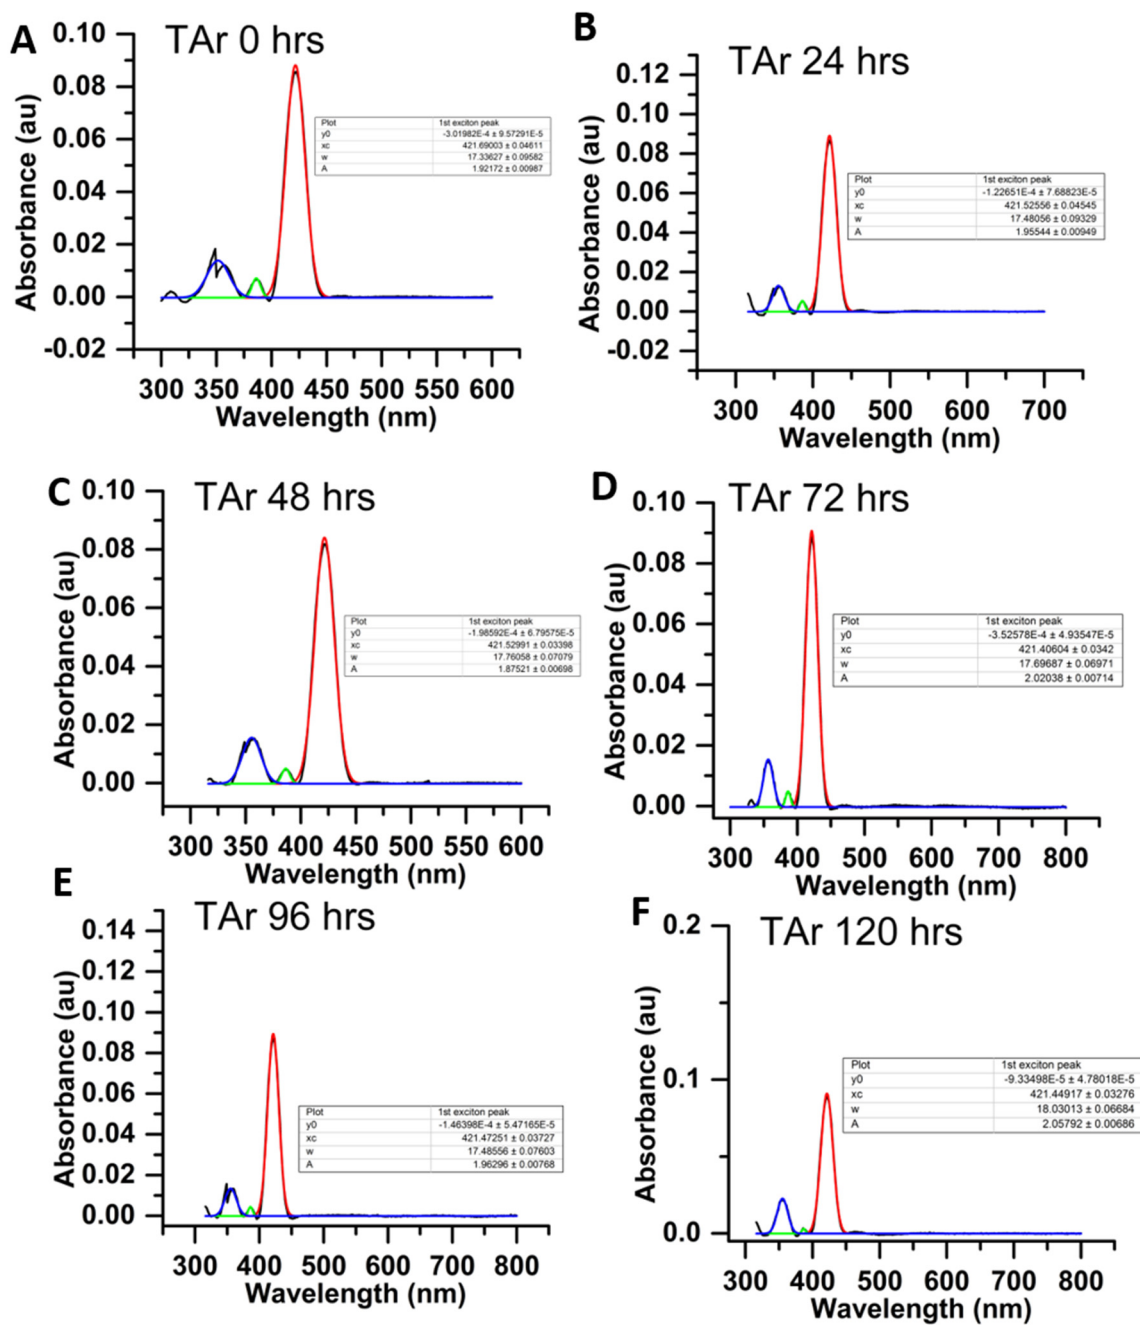 A
TAr 0 hrs
Absorbance (au)
0.10
0.08
0.06
0.04
0.02
0.00
-0.02
Plot 1st exciton peak
y0 -3.01982E-4 ± 9.57291E-5
xc 421.69003 ± 0.04611
w 17.33627 ± 0.09582
A 1.92172 ± 0.00987
300 350 400 450 500 550 600
Wavelength (nm)
B
TAr 24 hrs
Absorbance (au)
0.12
0.10
0.08
0.06
0.04
0.02
0.00
-0.02
Plot 1st exciton peak
y0 -1.22651E-4 ± 7.68823E-5
xc 421.52556 ± 0.04545
w 17.48056 ± 0.09329
A 1.95544 ± 0.00949
300 400 500 600 700
Wavelength (nm)
C
TAr 48 hrs
Absorbance (au)
0.10
0.08
0.06
0.04
0.02
0.00
Plot 1st exciton peak
y0 -1.98592E-4 ± 6.79575E-5
xc 421.52991 ± 0.03398
w 17.76058 ± 0.07079
A 1.87521 ± 0.00698
300 350 400 450 500 550 600
Wavelength (nm)
D
TAr 72 hrs
Absorbance (au)
0.10
0.08
0.06
0.04
0.02
0.00
Plot 1st exciton peak
y0 -3.52578E-4 ± 4.93547E-5
xc 421.40604 ± 0.0342
w 17.69687 ± 0.06971
A 2.02038 ± 0.00714
300 400 500 600 700 800
Wavelength (nm)
E
TAr 96 hrs
Absorbance (au)
0.14
0.12
0.10
0.08
0.06
0.04
0.02
0.00
Plot 1st exciton peak
y0 -1.46398E-4 ± 5.47165E-5
xc 421.47251 ± 0.03727
w 17.48556 ± 0.07603
A 1.96296 ± 0.00768
200 300 400 500 600 700 800
Wavelength (nm)
F
TAr 120 hrs
Absorbance (au)
0.2
0.1
0.0
Plot 1st exciton peak
y0 -9.33498E-5 ± 4.78018E-5
xc 421.44917 ± 0.03276
w 18.03013 ± 0.06684
A 2.05792 ± 0.00686
300 400 500 600 700 800
Wavelength (nm)